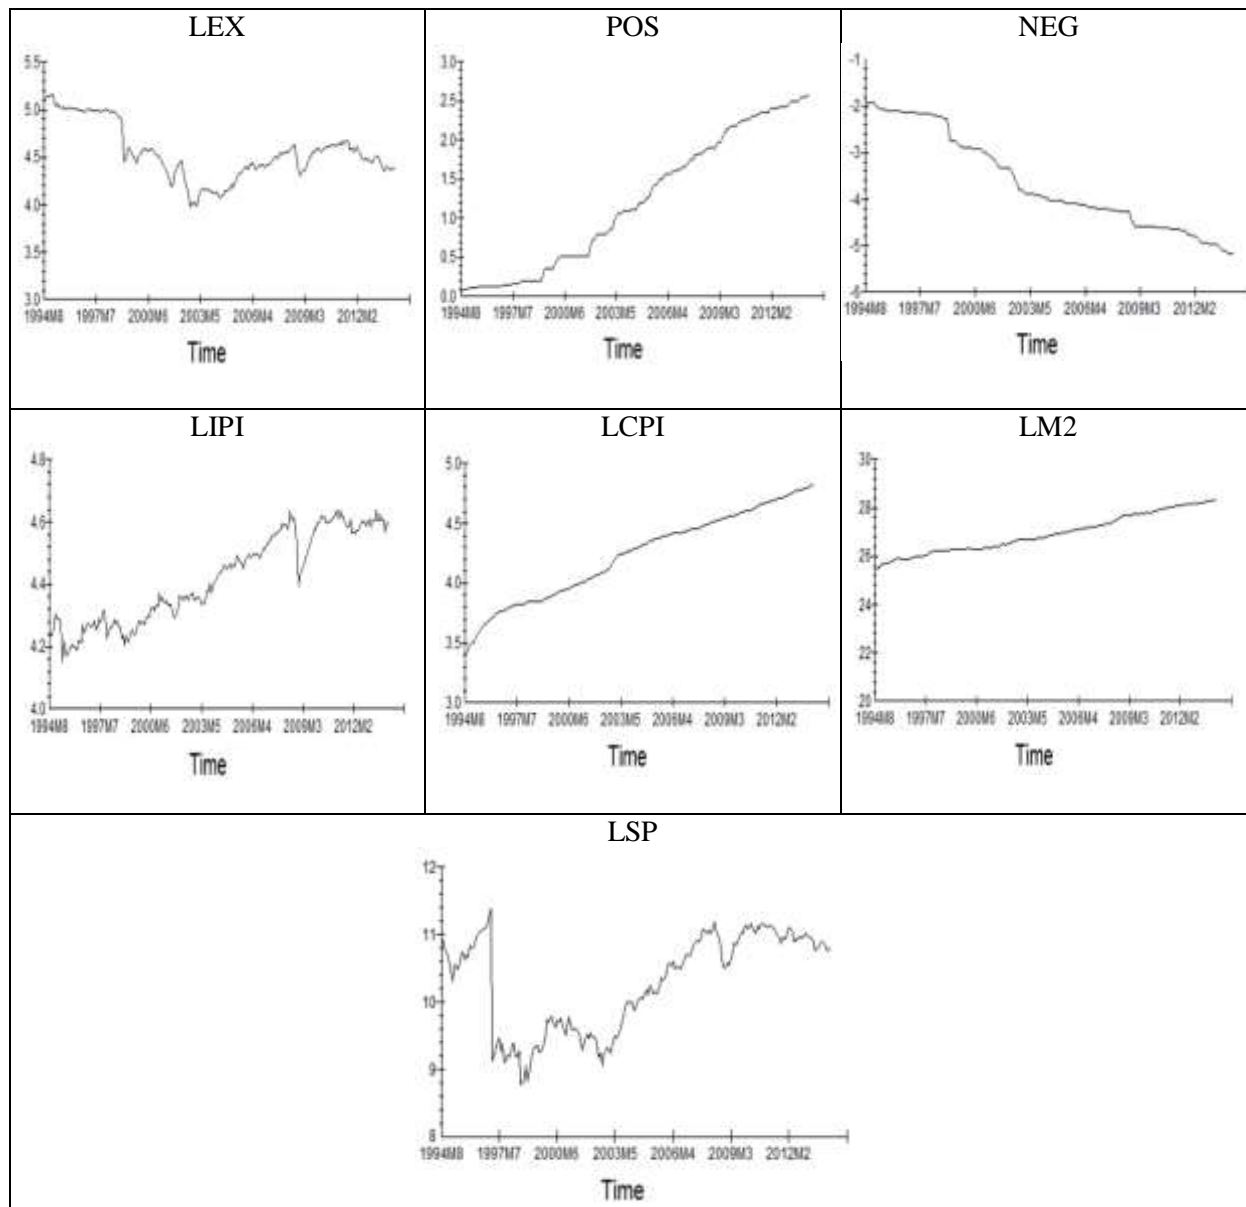 LEX
5.5
5.0
4.5
4.0
3.5
3.0
1994M8 1997M7 2000M6 2003M5 2006M4 2009M3 2012M2
Time
POS
3.0
2.5
2.0
1.5
1.0
0.5
0.0
1994M8 1997M7 2000M6 2003M5 2006M4 2009M3 2012M2
Time
NEG
-1
-2
-3
-4
-5
-6
1994M8 1997M7 2000M6 2003M5 2006M4 2009M3 2012M2
Time
LIPI
4.8
4.6
4.4
4.2
4.0
1994M8 1997M7 2000M6 2003M5 2006M4 2009M3 2012M2
Time
LCPI
5.0
4.5
4.0
3.5
3.0
1994M8 1997M7 2000M6 2003M5 2006M4 2009M3 2012M2
Time
LM2
30
28
26
24
22
20
1994M8 1997M7 2000M6 2003M5 2006M4 2009M3 2012M2
Time
LSP
12
11
10
9
8
1994M8 1997M7 2000M6 2003M5 2006M4 2009M3 2012M2
Time